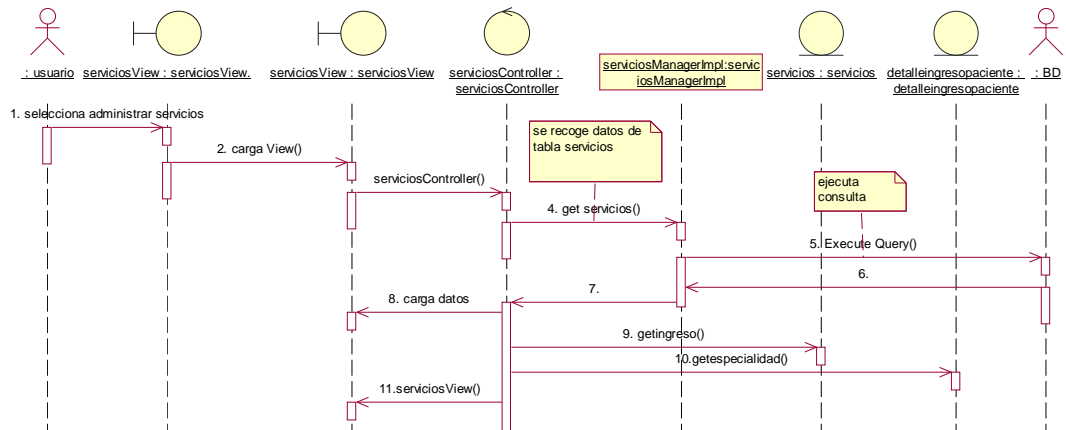 : usuario
serviciosView : serviciosView.
serviciosView : serviciosView
serviciosController :
serviciosController
serviciosManagerImpl:servic
iosManagerImpl
servicios : servicios
detalleingresopaciente :
detalleingresopaciente
: BD
1. selecciona administrar servicios
2. carga View()
serviciosController()
se recoge datos de
tabla servicios
4. get servicios()
ejecuta
consulta
5. Execute Query()
6.
7.
8. carga datos
9. getingreso()
10.getespecialidad()
11.serviciosView()